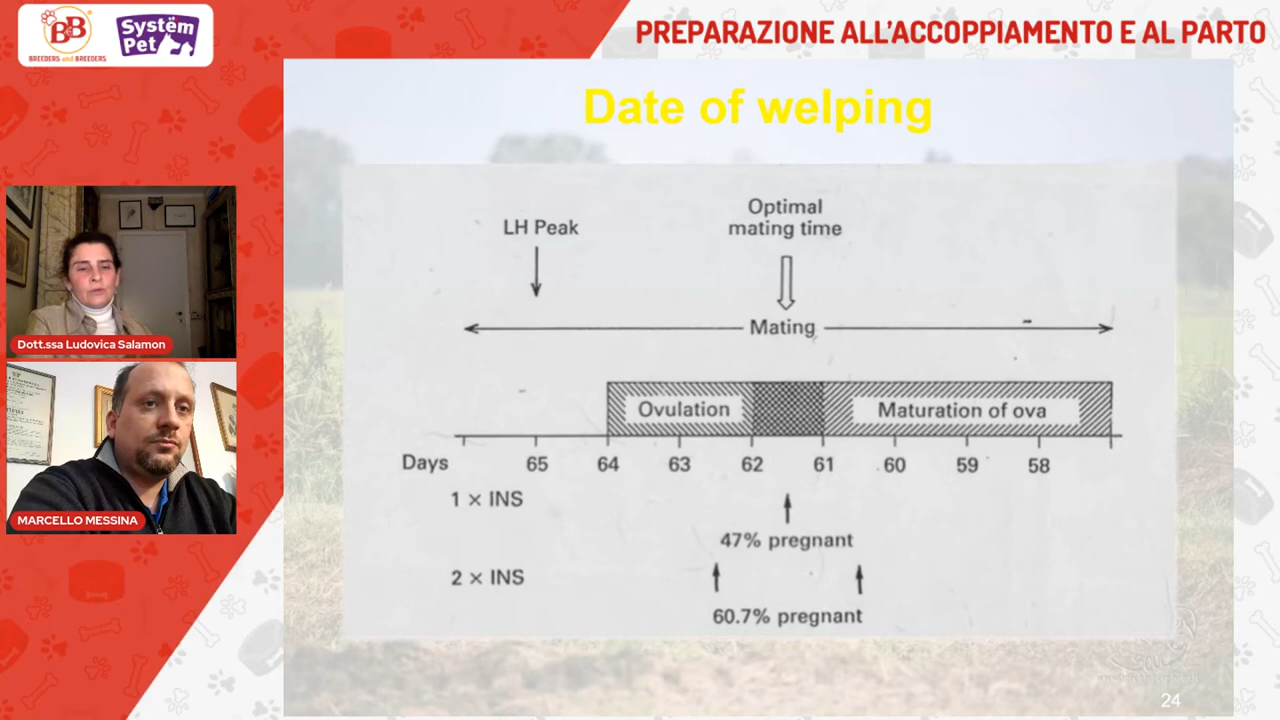 B&B
BREEDERS and BREEDERS
Systëm
Pet
PREPARAZIONE ALL'ACCOPPIAMENTO E AL PARTO
Date of welping
LH Peak
Optimal
mating time
Mating
Ovulation
Maturation of ova
Days 65 64 63 62 61 60 59 58
1 × INS
47% pregnant
2 × INS
60.7% pregnant
24
Dott.ssa Ludovica Salamon
MARCELLO MESSINA